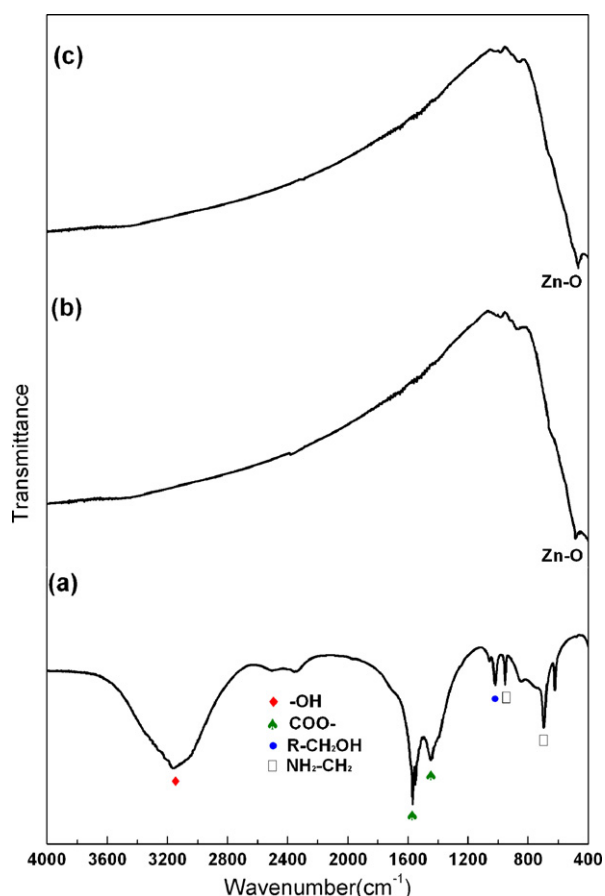 (c)
Zn-O
(b)
Transmittance
Zn-O
(a)
-OH
COO-
R-CH₂OH
NH₂-CH₂
4000 3600 3200 2800 2400 2000 1600 1200 800 400
Wavenumber(cm⁻¹)